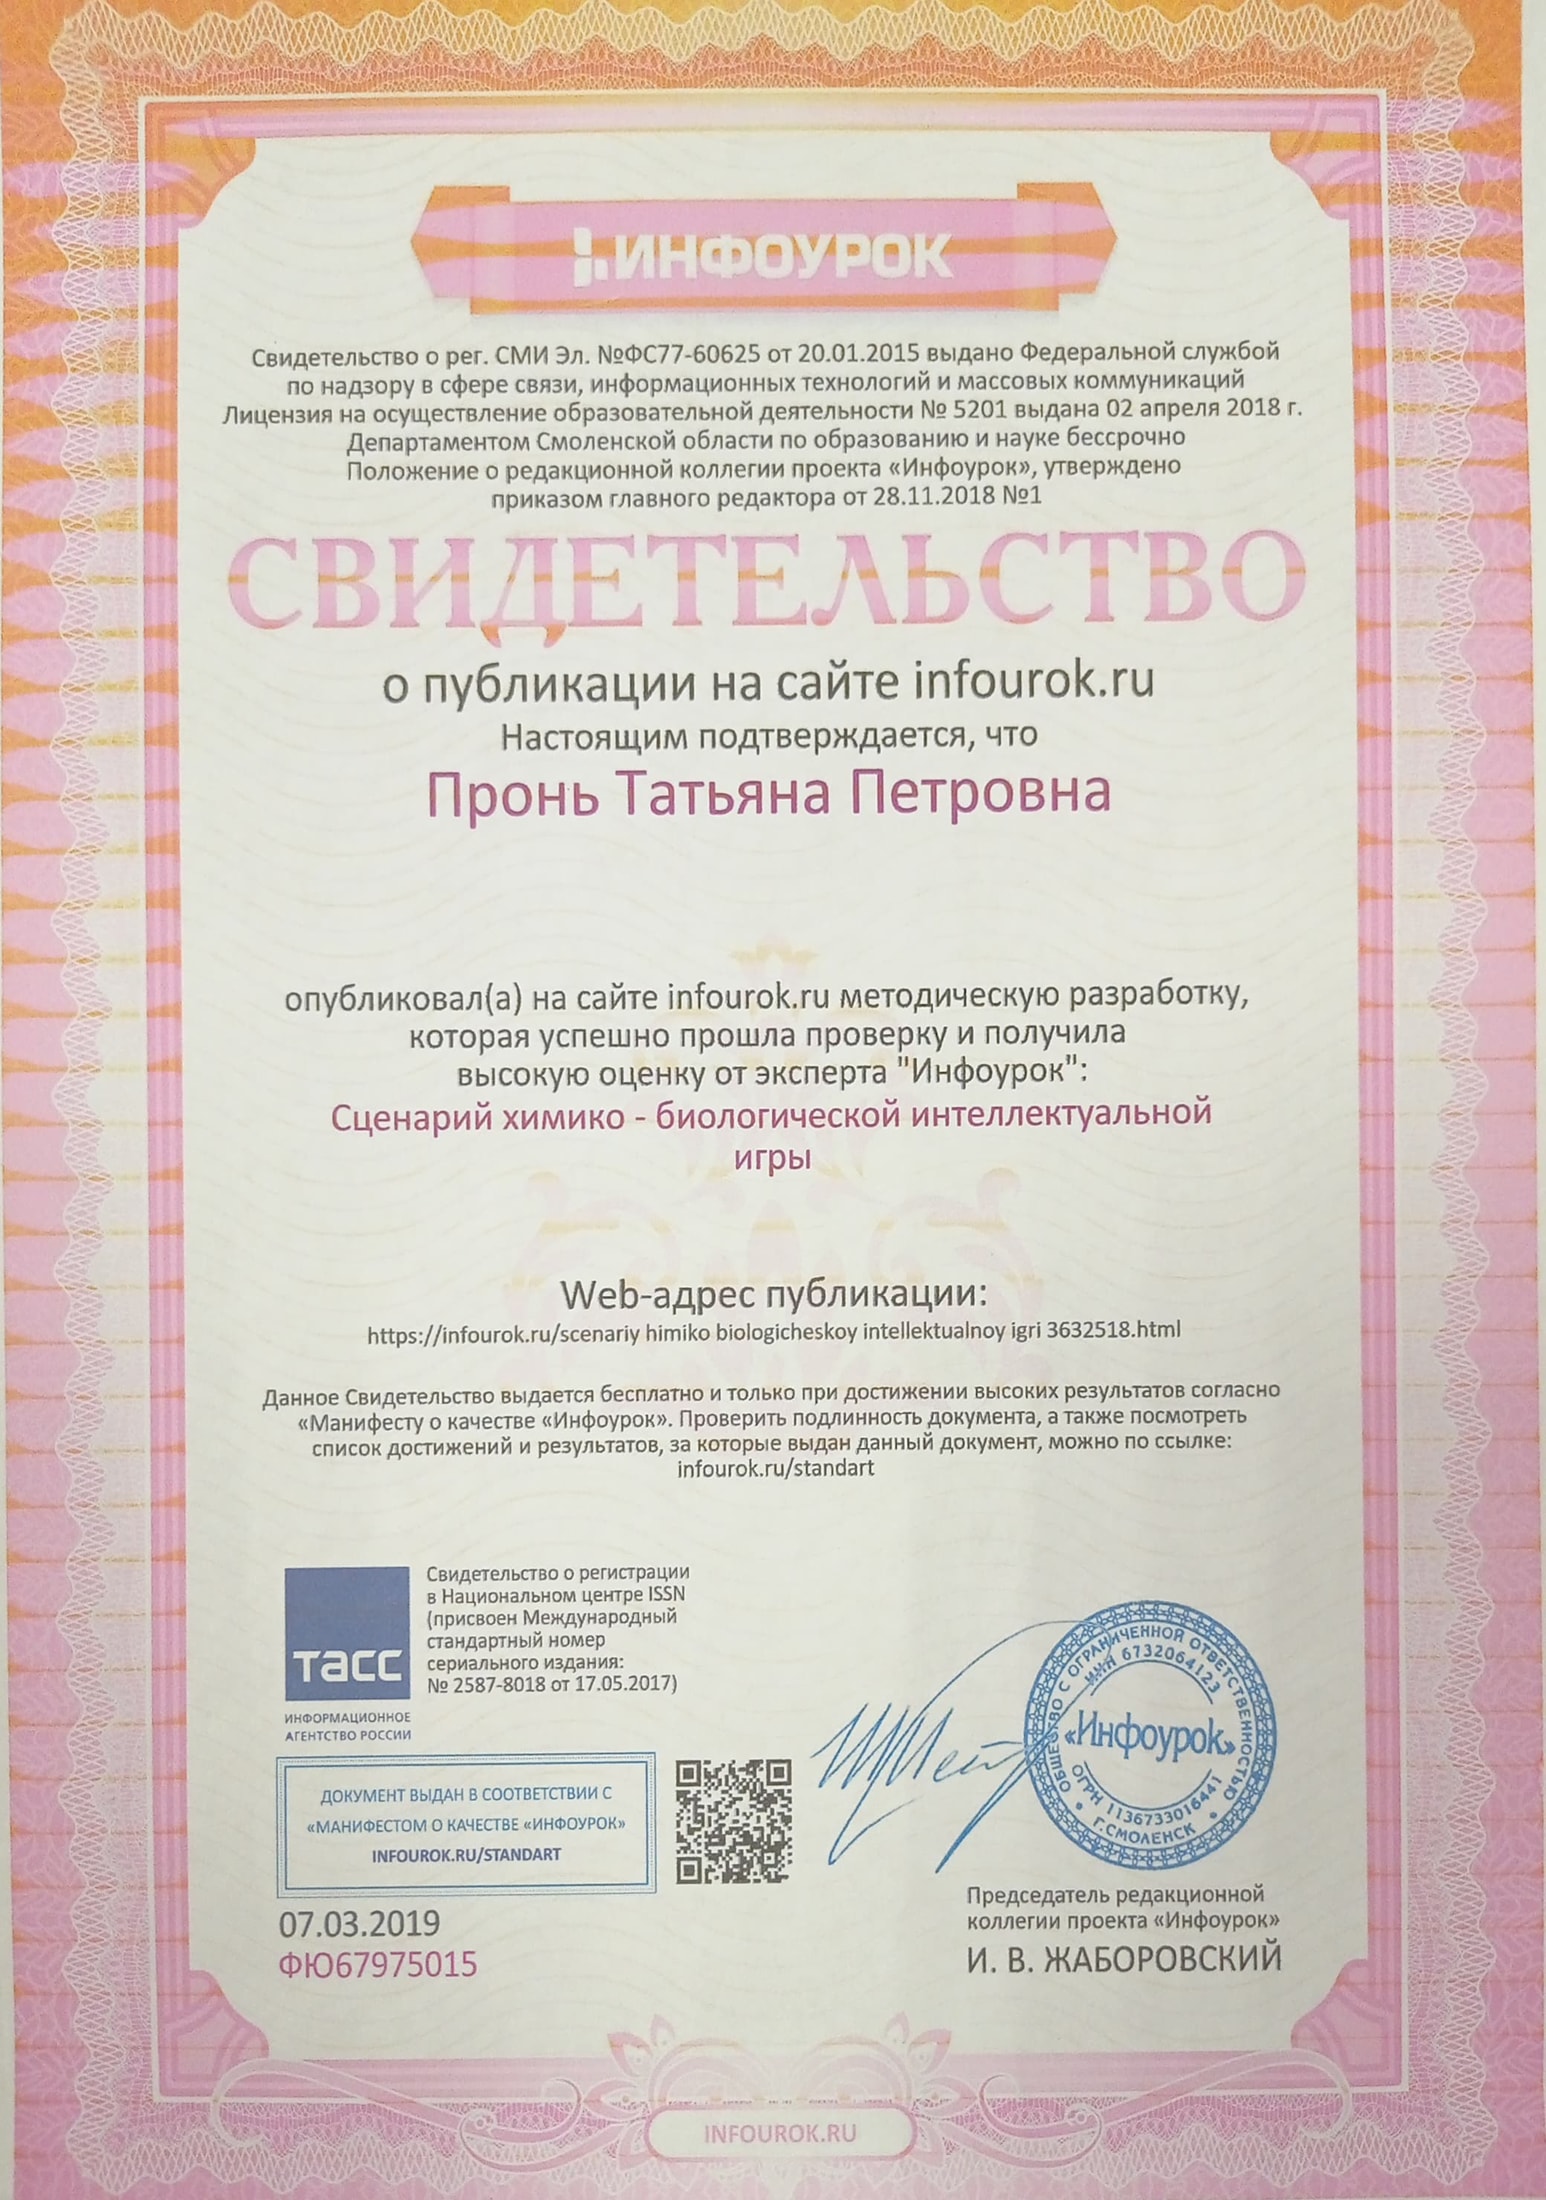 ИНФОУРОК
Свидетельство о рег. СМИ Эл. №ФС77-60625 от 20.01.2015 выдано Федеральной службой
по надзору в сфере связи, информационных технологий и массовых коммуникаций
Лицензия на осуществление образовательной деятельности № 5201 выдана 02 апреля 2018 г.
Департаментом Смоленской области по образованию и науке бессрочно
Положение о редакционной коллегии проекта «Инфоурок», утверждено
приказом главного редактора от 28.11.2018 №1
СВИДЕТЕЛЬСТВО
о публикации на сайте infourok.ru
Настоящим подтверждается, что
Пронь Татьяна Петровна
опубликовал(а) на сайте infourok.ru методическую разработку,
которая успешно прошла проверку и получила
высокую оценку от эксперта "Инфоурок":
Сценарий химико - биологической интеллектуальной
игры
Web-адрес публикации:
https://infourok.ru/scenariy himiko biologicheskoy intellektualnoy igri 3632518.html
Данное Свидетельство выдается бесплатно и только при достижении высоких результатов согласно
«Манифесту о качестве «Инфоурок». Проверить подлинность документа, а также посмотреть
список достижений и результатов, за которые выдан данный документ, можно по ссылке:
infourok.ru/standart
ТАСС
ИНФОРМАЦИОННОЕ
АГЕНТСТВО РОССИИ
Свидетельство о регистрации
в Национальном центре ISSN
(присвоен Международный
стандартный номер
сериального издания:
№ 2587-8018 от 17.05.2017)
ДОКУМЕНТ ВЫДАН В СООТВЕТСТВИИ С
«МАНИФЕСТОМ О КАЧЕСТВЕ «ИНФОУРОК»
INFOUROK.RU/STANDART
07.03.2019
ФЮ67975015
ОБЩЕСТВО С ОГРАНИЧЕННОЙ ОТВЕТСТВЕННОСТЬЮ
ИНН 6732064123
«Инфоурок»
ОГРН 1136733016441
Г.СМОЛЕНСК
Председатель редакционной
коллегии проекта «Инфоурок»
И. В. ЖАБОРОВСКИЙ
INFOUROK.RU